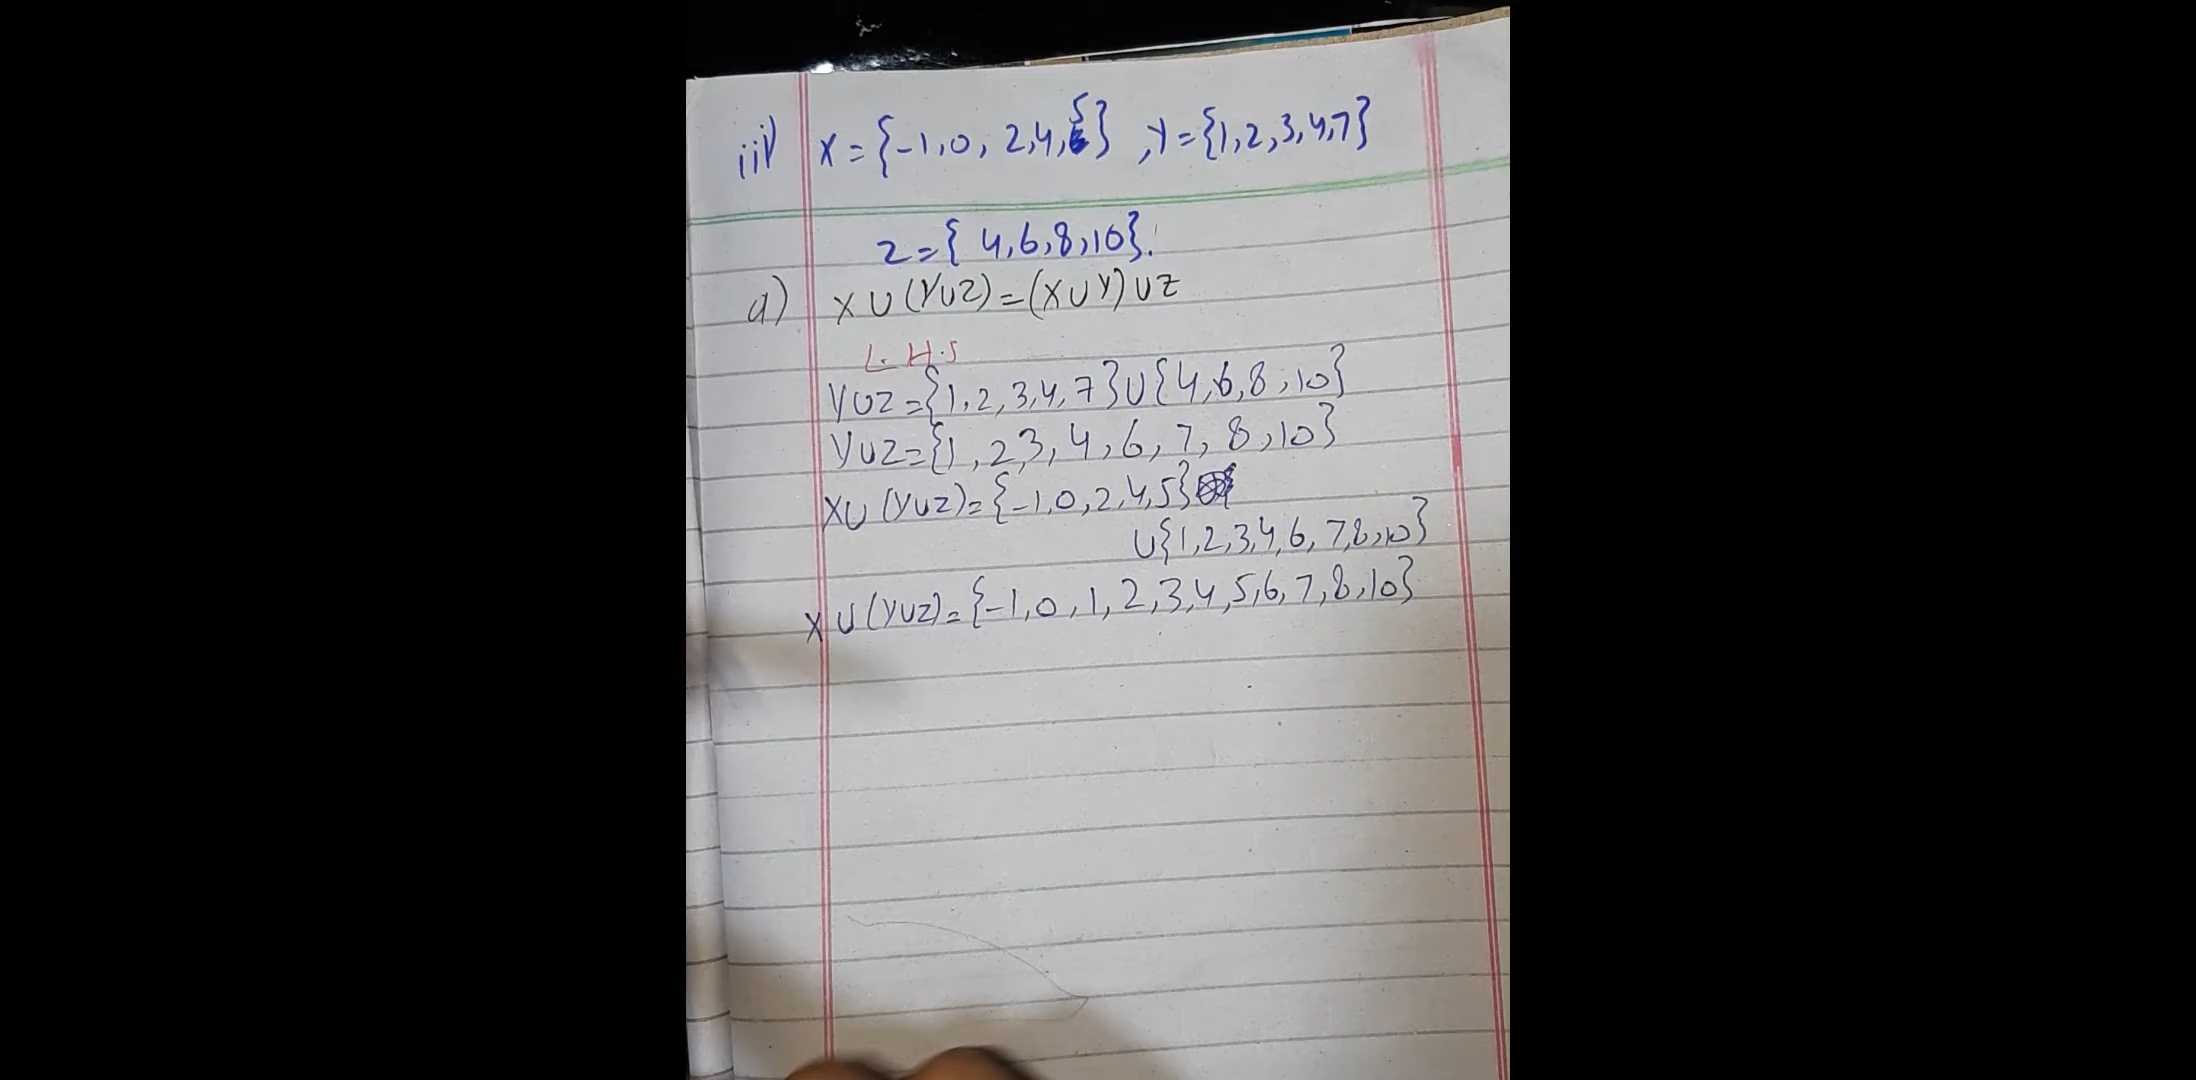 iii) X = {-1, 0, 2, 4, 5} , Y = {1, 2, 3, 4, 7}
Z = { 4, 6, 8, 10}.
a) X ∪ (Y∪Z) = (X ∪ Y) ∪ Z
L. H.S
Y∪Z = {1, 2, 3, 4, 7} ∪ {4, 6, 8, 10}
Y∪Z = {1, 2, 3, 4, 6, 7, 8, 10}
X∪ (Y∪Z) = {-1, 0, 2, 4, 5}
∪{1, 2, 3, 4, 6, 7, 8, 10}
X ∪ (Y∪Z) = {-1, 0, 1, 2, 3, 4, 5, 6, 7, 8, 10}